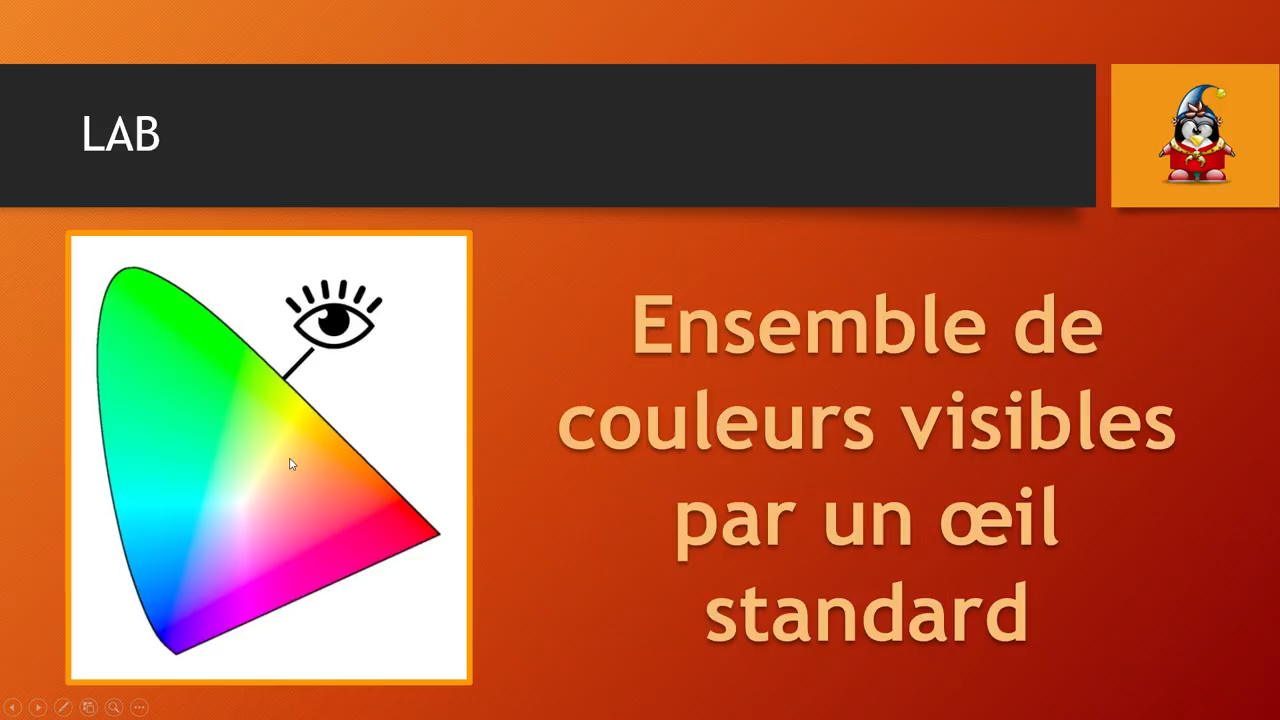 LAB
Ensemble de
couleurs visibles
par un œil
standard